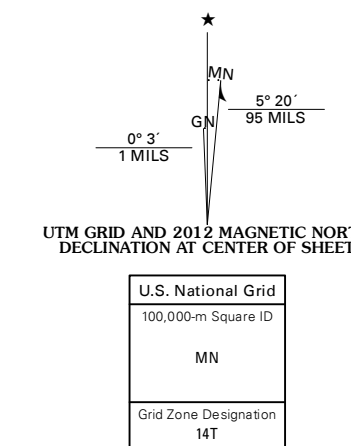 ★
MN
GN
5° 20´
95 MILS
0° 3´
1 MILS
UTM GRID AND 2012 MAGNETIC NORT
DECLINATION AT CENTER OF SHEET
U.S. National Grid
100,000-m Square ID
MN
Grid Zone Designation
14T